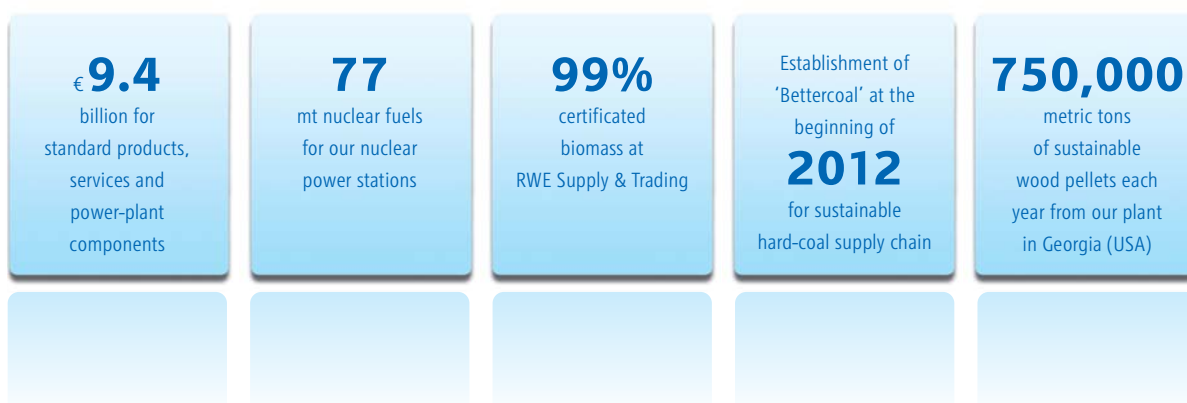 € 9.4
billion for
standard products,
services and
power-plant
components
77
mt nuclear fuels
for our nuclear
power stations
99%
certificated
biomass at
RWE Supply & Trading
Establishment of
‘Bettercoal’ at the
beginning of
2012
for sustainable
hard-coal supply chain
750,000
metric tons
of sustainable
wood pellets each
year from our plant
in Georgia (USA)